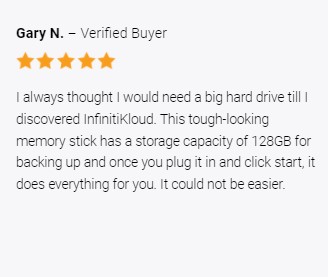 Gary N. – Verified Buyer
I always thought I would need a big hard drive till I
discovered InfinitiKloud. This tough-looking
memory stick has a storage capacity of 128GB for
backing up and once you plug it in and click start, it
does everything for you. It could not be easier.